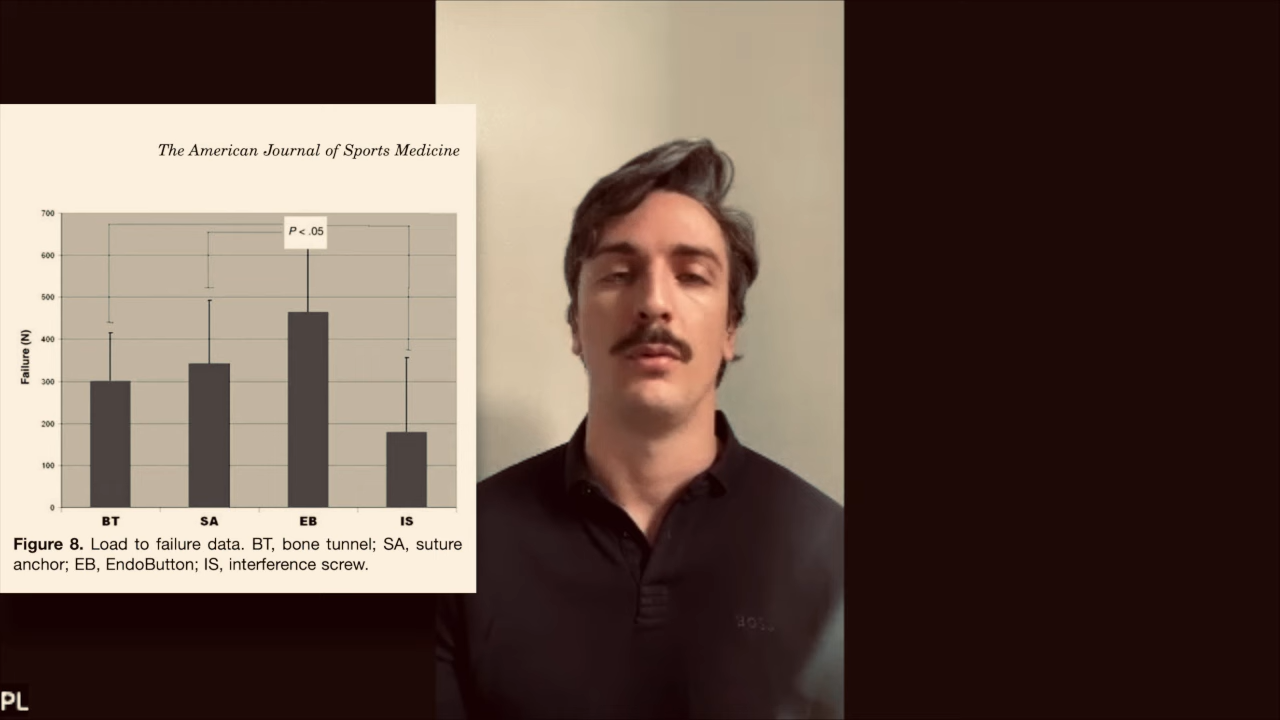 The American Journal of Sports Medicine
700
P < .05
600
500
400
300
200
100
0
Failure (N)
BT SA EB IS
Figure 8. Load to failure data. BT, bone tunnel; SA, suture
anchor; EB, EndoButton; IS, interference screw.
BOSS
PL